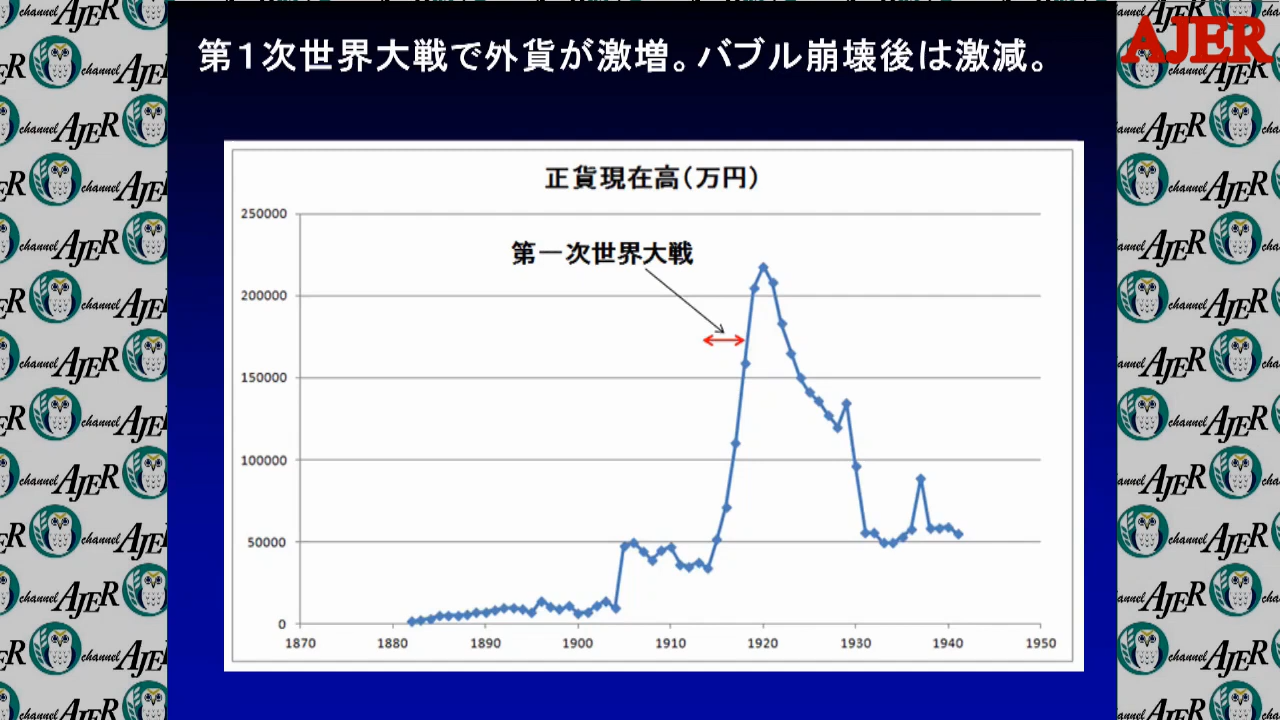 第１次世界大戦で外貨が激増。バブル崩壊後は激減。
AJER
正貨現在高(万円)
第一次世界大戦
250000
200000
150000
100000
50000
0
1870 1880 1890 1900 1910 1920 1930 1940 1950
channel AJER